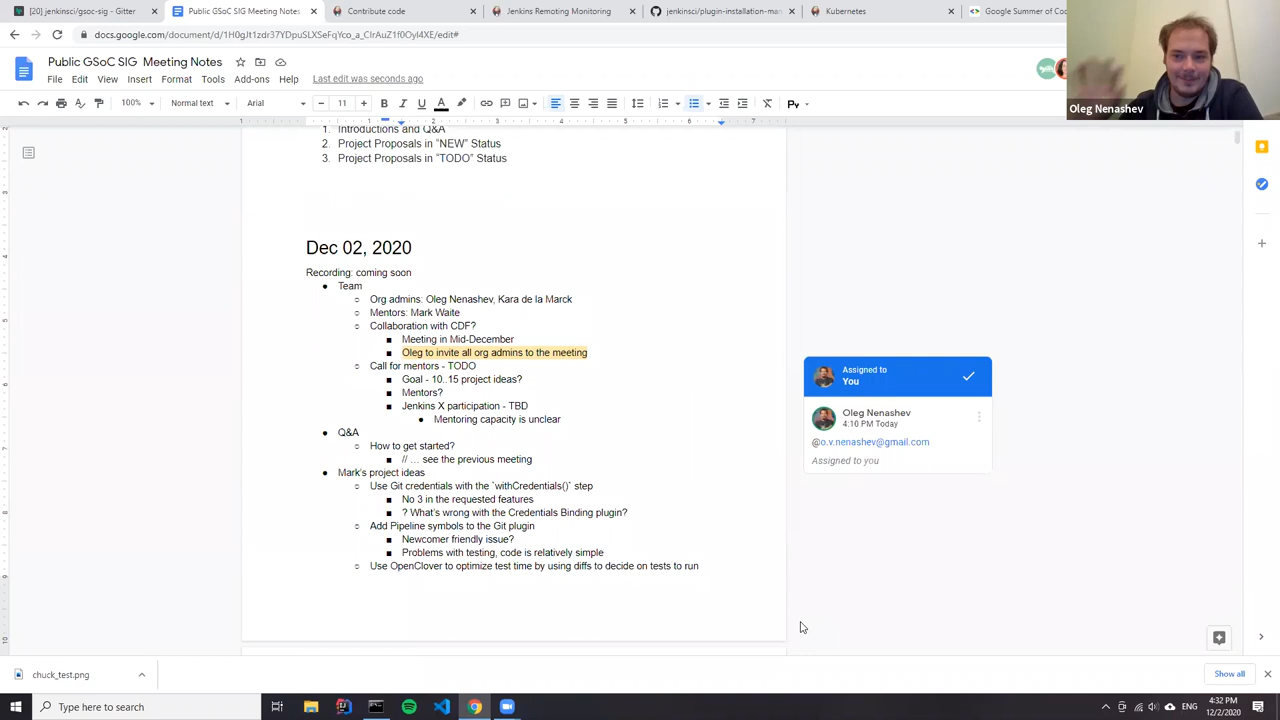 [20] jenkinsci/gsoc-sig - Gitter
Public GSoC SIG Meeting Notes
Contribute code
Jenkins Remoting Monitoring
jenkinsci/plugin-installation-man
Kubernetes
Google Summer of Coc
docs.google.com/document/d/1H0gJt1zdr37YDpuSLXSeFqYco_a_ClrAuZ1f0OyI4XE/edit#
Public GSoC SIG Meeting Notes
File Edit View Insert Format Tools Add-ons Help Last edit was seconds ago
100% Normal text Arial 11
Oleg Nenashev
1. Introductions and Q&A
2. Project Proposals in "NEW" Status
3. Project Proposals in "TODO" Status
Dec 02, 2020
Recording: coming soon
● Team
○ Org admins: Oleg Nenashev, Kara de la Marck
○ Mentors: Mark Waite
○ Collaboration with CDF?
■ Meeting in Mid-December
■ Oleg to invite all org admins to the meeting
○ Call for mentors - TODO
■ Goal - 10..15 project ideas?
■ Mentors?
■ Jenkins X participation - TBD
● Mentoring capacity is unclear
● Q&A
○ How to get started?
■ // … see the previous meeting
● Mark's project ideas
○ Use Git credentials with the `withCredentials()` step
■ No 3 in the requested features
■ ? What's wrong with the Credentials Binding plugin?
○ Add Pipeline symbols to the Git plugin
■ Newcomer friendly issue?
■ Problems with testing, code is relatively simple
○ Use OpenClover to optimize test time by using diffs to decide on tests to run
Assigned to
You
Oleg Nenashev
4:10 PM Today
@o.v.nenashev@gmail.com
Assigned to you
chuck_test.png
Show all
Type here to search
ENG
4:32 PM
12/2/2020